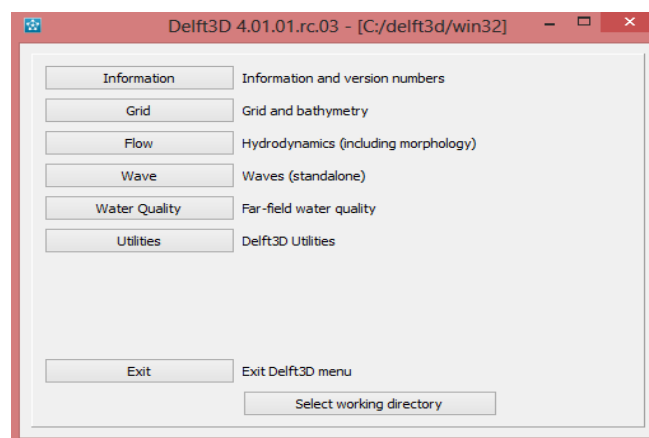 Delft3D 4.01.01.rc.03 - [C:/delft3d/win32]
Information Information and version numbers
Grid Grid and bathymetry
Flow Hydrodynamics (including morphology)
Wave Waves (standalone)
Water Quality Far-field water quality
Utilities Delft3D Utilities
Exit Exit Delft3D menu
Select working directory